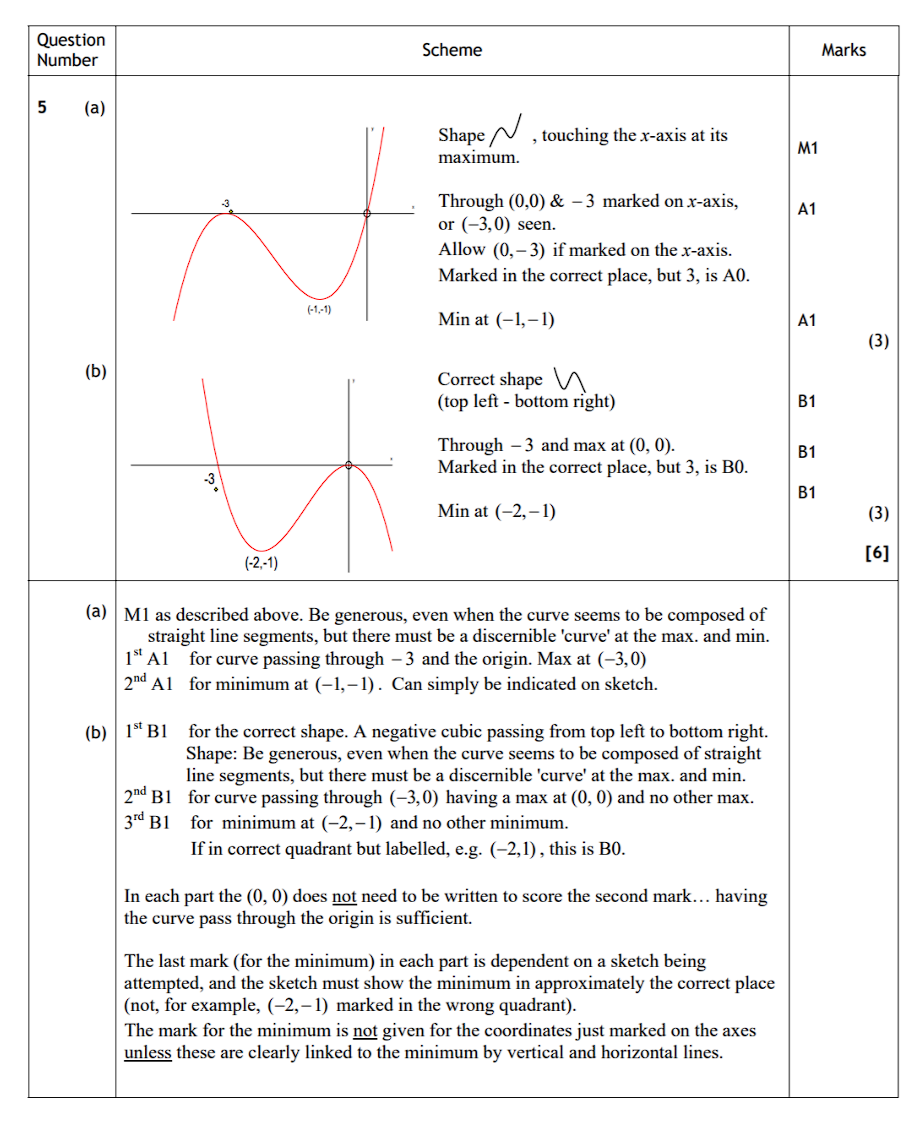 Question
Number
Scheme
Marks
5 (a)
Shape , touching the x-axis at its
maximum.
M1
Through (0,0) & −3 marked on x-axis,
or (−3,0) seen.
A1
Allow (0,−3) if marked on the x-axis.
Marked in the correct place, but 3, is A0.
Min at (−1,−1)
A1
(3)
-3
(-1,-1)
(b)
Correct shape
(top left - bottom right)
B1
Through −3 and max at (0, 0).
Marked in the correct place, but 3, is B0.
B1
Min at (−2,−1)
B1
(3)
[6]
-3
(-2,-1)
(a) M1 as described above. Be generous, even when the curve seems to be composed of
straight line segments, but there must be a discernible 'curve' at the max. and min.
1st A1 for curve passing through −3 and the origin. Max at (−3,0)
2nd A1 for minimum at (−1,−1). Can simply be indicated on sketch.
(b) 1st B1 for the correct shape. A negative cubic passing from top left to bottom right.
Shape: Be generous, even when the curve seems to be composed of straight
line segments, but there must be a discernible 'curve' at the max. and min.
2nd B1 for curve passing through (−3,0) having a max at (0, 0) and no other max.
3rd B1 for minimum at (−2,−1) and no other minimum.
If in correct quadrant but labelled, e.g. (−2,1), this is B0.
In each part the (0, 0) does not need to be written to score the second mark… having
the curve pass through the origin is sufficient.
The last mark (for the minimum) in each part is dependent on a sketch being
attempted, and the sketch must show the minimum in approximately the correct place
(not, for example, (−2,−1) marked in the wrong quadrant).
The mark for the minimum is not given for the coordinates just marked on the axes
unless these are clearly linked to the minimum by vertical and horizontal lines.